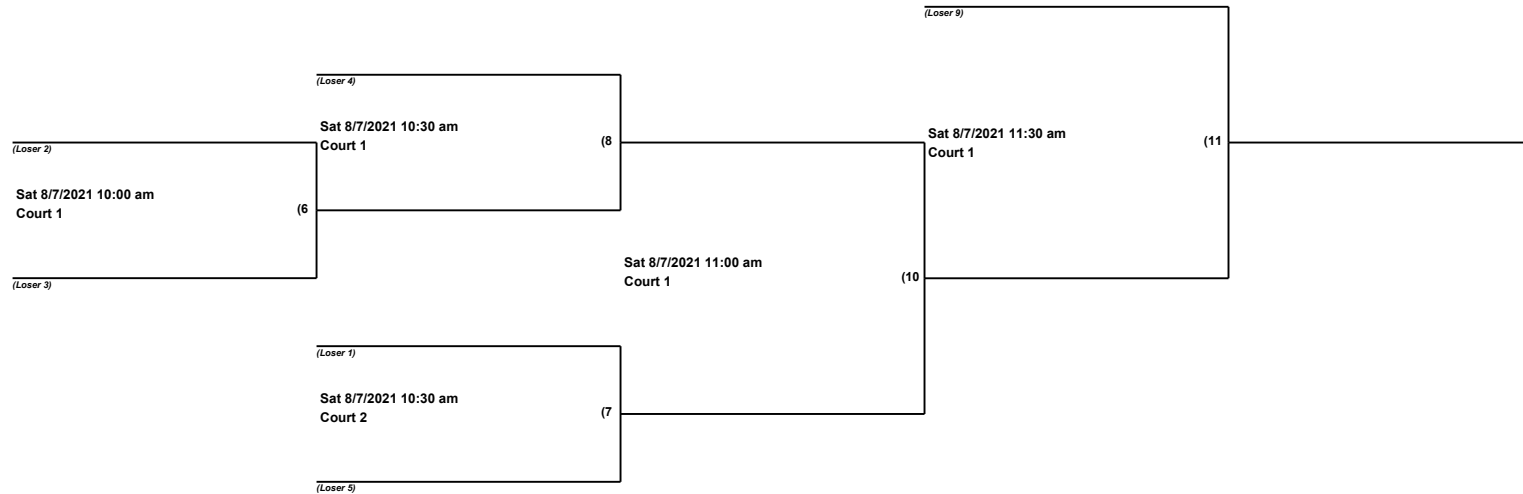 (Loser 9)
(Loser 4)
Sat 8/7/2021 10:30 am
Court 1
(8
Sat 8/7/2021 11:30 am
Court 1
(11
(Loser 2)
Sat 8/7/2021 10:00 am
Court 1
(6
(Loser 3)
Sat 8/7/2021 11:00 am
Court 1
(10
(Loser 1)
Sat 8/7/2021 10:30 am
Court 2
(7
(Loser 5)